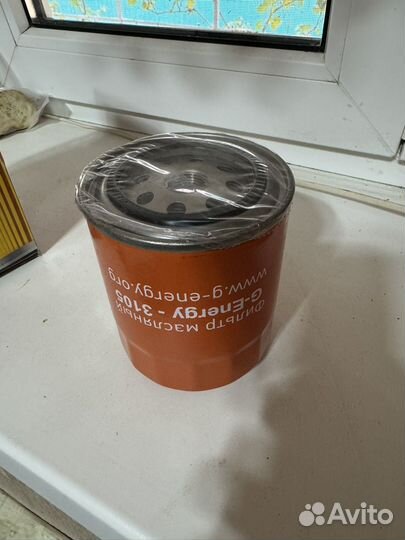 Фильтр масляный
G-Energy - 3105
www.g-energy.org
Avito